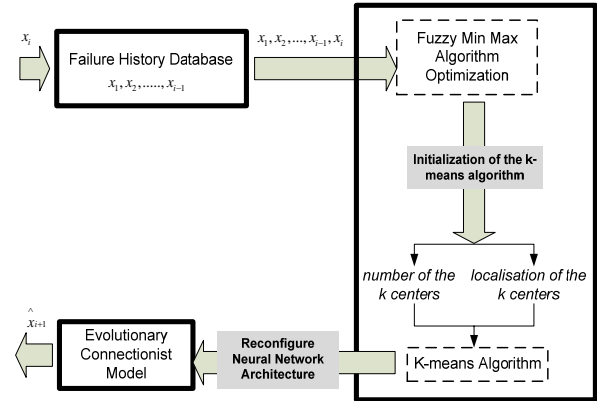 x_i
Failure History Database
x_1, x_2, ....., x_{i-1}
x_1, x_2, ..., x_{i-1}, x_i
Fuzzy Min Max
Algorithm
Optimization
Initialization of the k-
means algorithm
number of the
k centers
localisation of the
k centers
K-means Algorithm
Reconfigure
Neural Network
Architecture
Evolutionary
Connectionist
Model
^
x_{i+1}